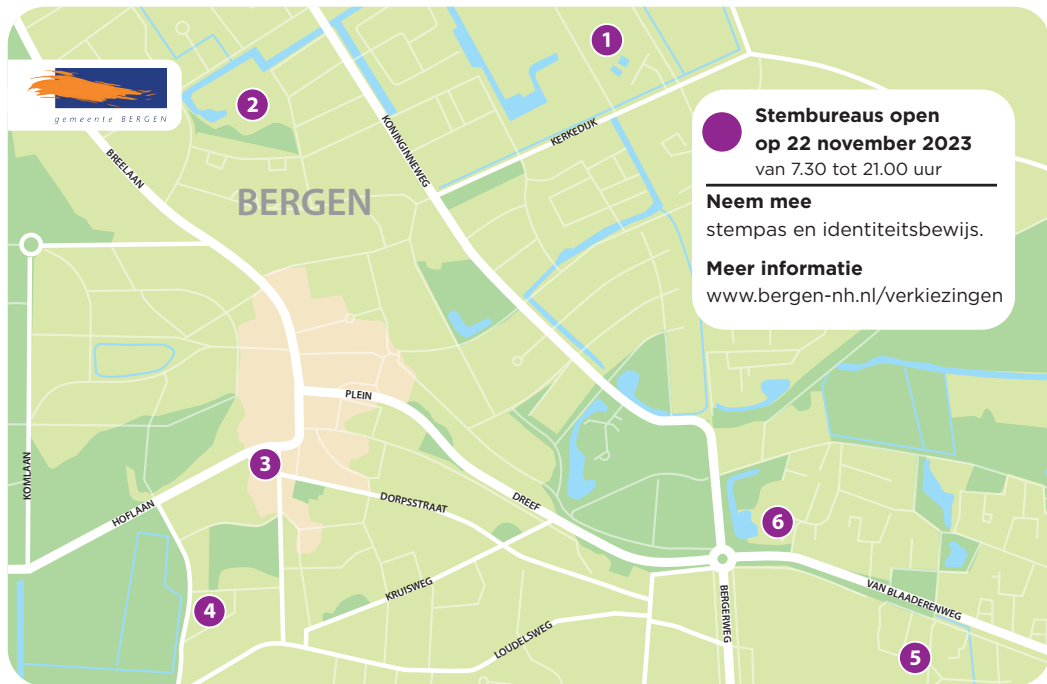 gemeente BERGEN
1
2
BREELAAN
KONINGINNEWEG
KERKEDIJK
BERGEN
Stembureaus open
op 22 november 2023
van 7.30 tot 21.00 uur
Neem mee
stempas en identiteitsbewijs.
Meer informatie
www.bergen-nh.nl/verkiezingen
PLEIN
KOMLAAN
3
HOFLAAN
DORPSSTRAAT
DREEF
6
KRUISWEG
4
LOUDELSWEG
BERGERWEG
VAN BLAADERENWEG
5